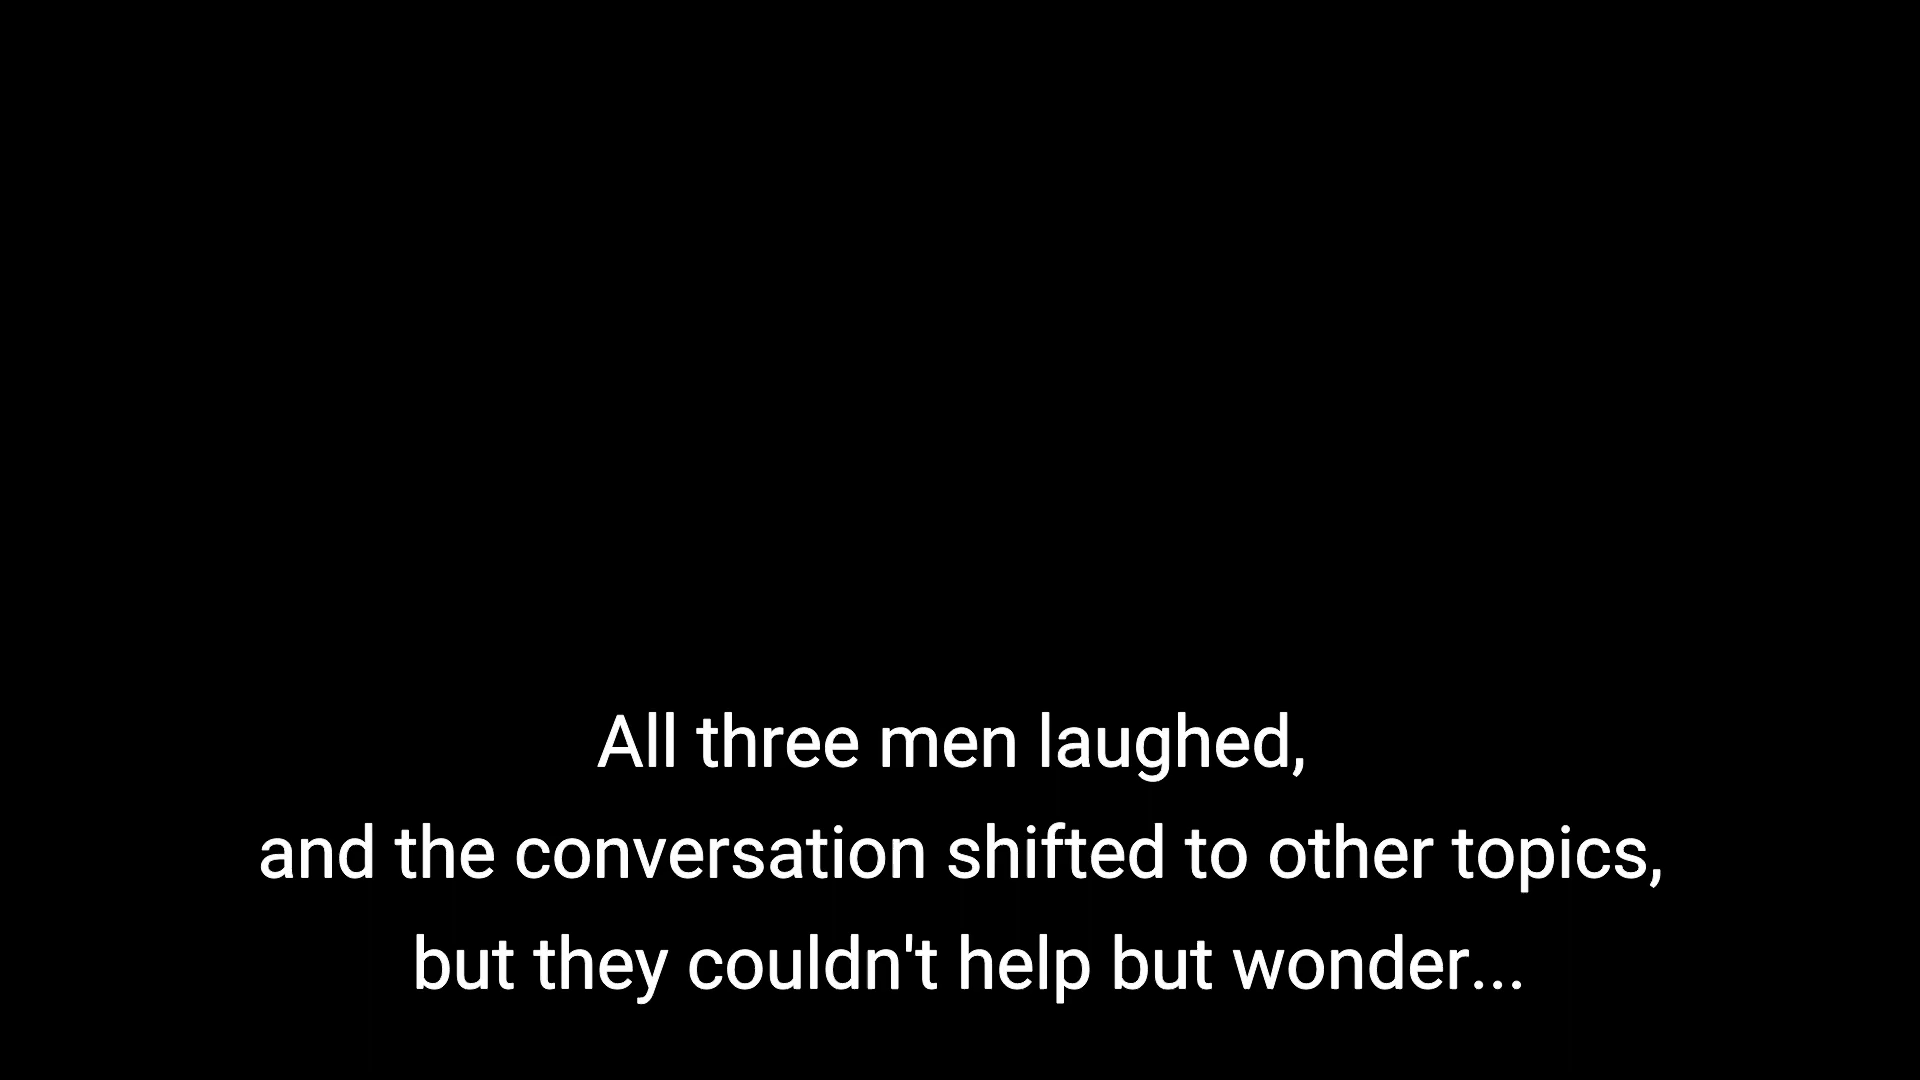 All three men laughed,
and the conversation shifted to other topics,
but they couldn't help but wonder...